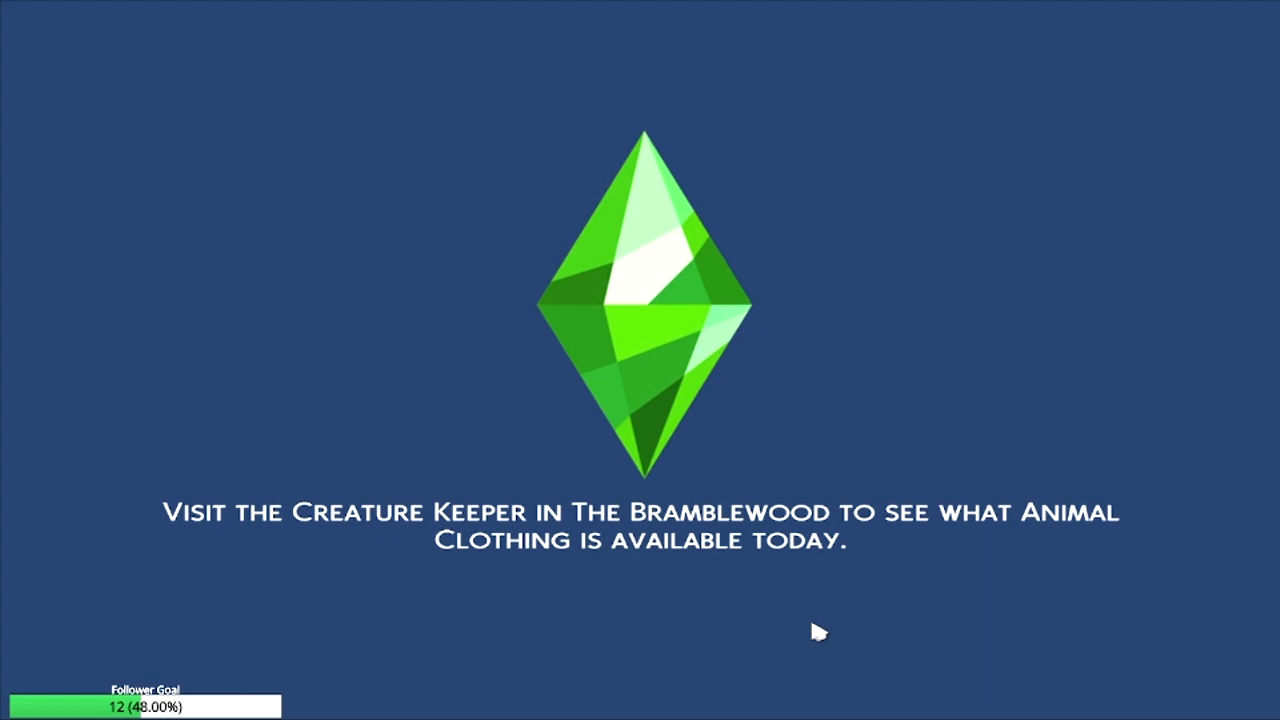 Visit the Creature Keeper in The Bramblewood to see what Animal
Clothing is available today.
Follower Goal
12 (48.00%)